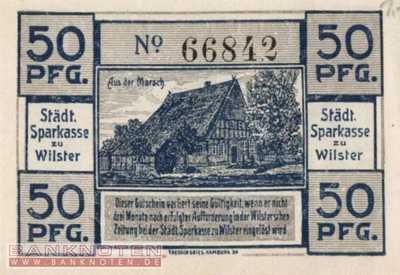 50 PFG.
No. 66842
50 PFG.
Aus der Marsch.
Städt. Sparkasse zu Wilster
Städt. Sparkasse zu Wilster
50 PFG.
50 PFG.
Dieser Gutschein verliert seine Gültigkeit, wenn er nicht
drei Monate nach erfolgter Aufforderung in der Wilsterschen
Zeitung bei der Städt. Sparkasse zu Wilster eingelöst wird.
HAMBURG
BANKNOTEN
WWW.BANKNOTEN.DE